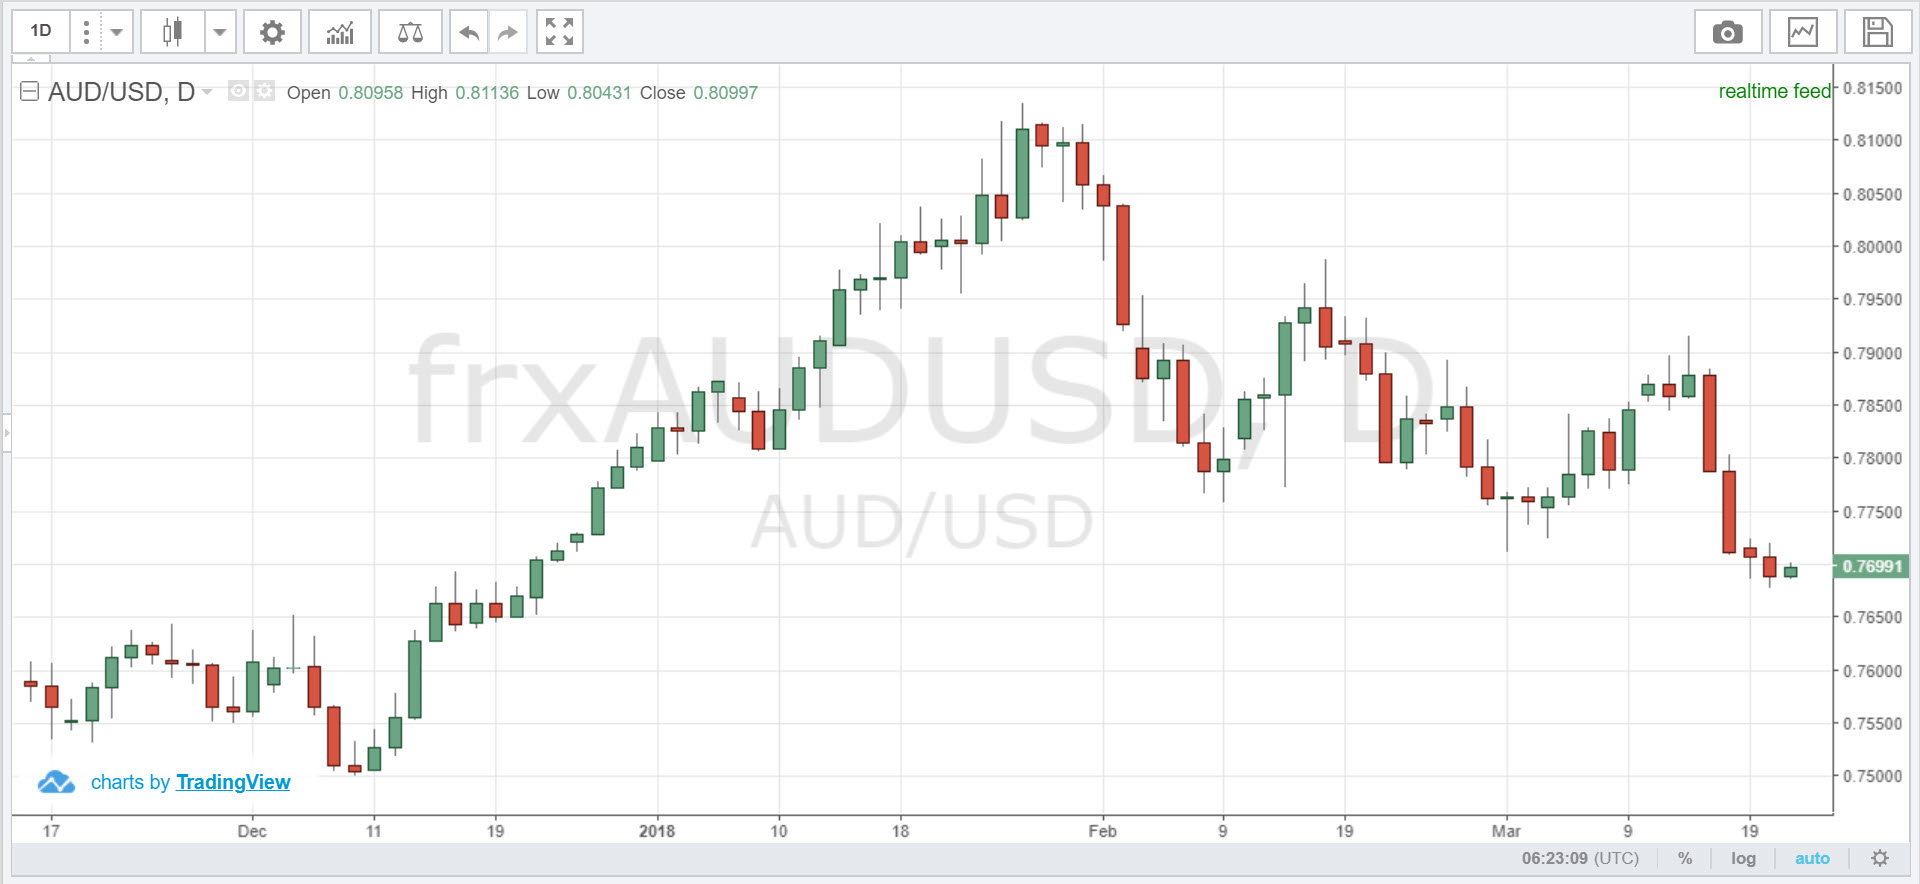 1D
AUD/USD, D Open 0.80958 High 0.81136 Low 0.80431 Close 0.80997
realtime feed
0.81500
0.81000
0.80500
0.80000
0.79500
0.79000
0.78500
0.78000
0.77500
0.76991
0.76500
0.76000
0.75500
0.75000
frxAUDUSD, D
AUD/USD
charts by TradingView
17 Dec 11 19 2018 10 18 Feb 9 19 Mar 9 19
06:23:09 (UTC) % log auto